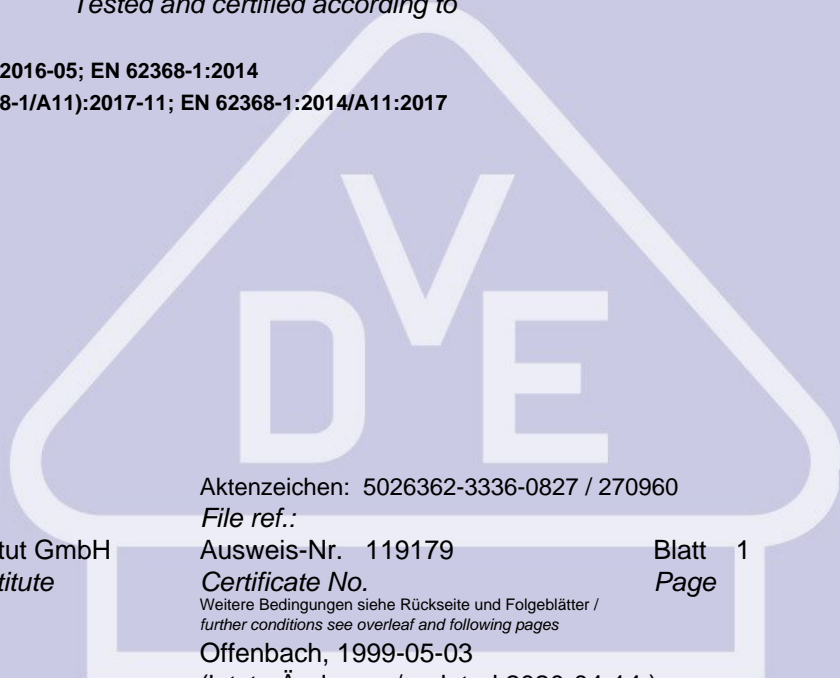 Tested and certified according to
2016-05; EN 62368-1:2014
8-1/A11):2017-11; EN 62368-1:2014/A11:2017
V
D E
Aktenzeichen: 5026362-3336-0827 / 270960
File ref.:
tut GmbH Ausweis-Nr. 119179 Blatt 1
titute Certificate No. Page
Weitere Bedingungen siehe Rückseite und Folgeblätter /
further conditions see overleaf and following pages
Offenbach, 1999-05-03